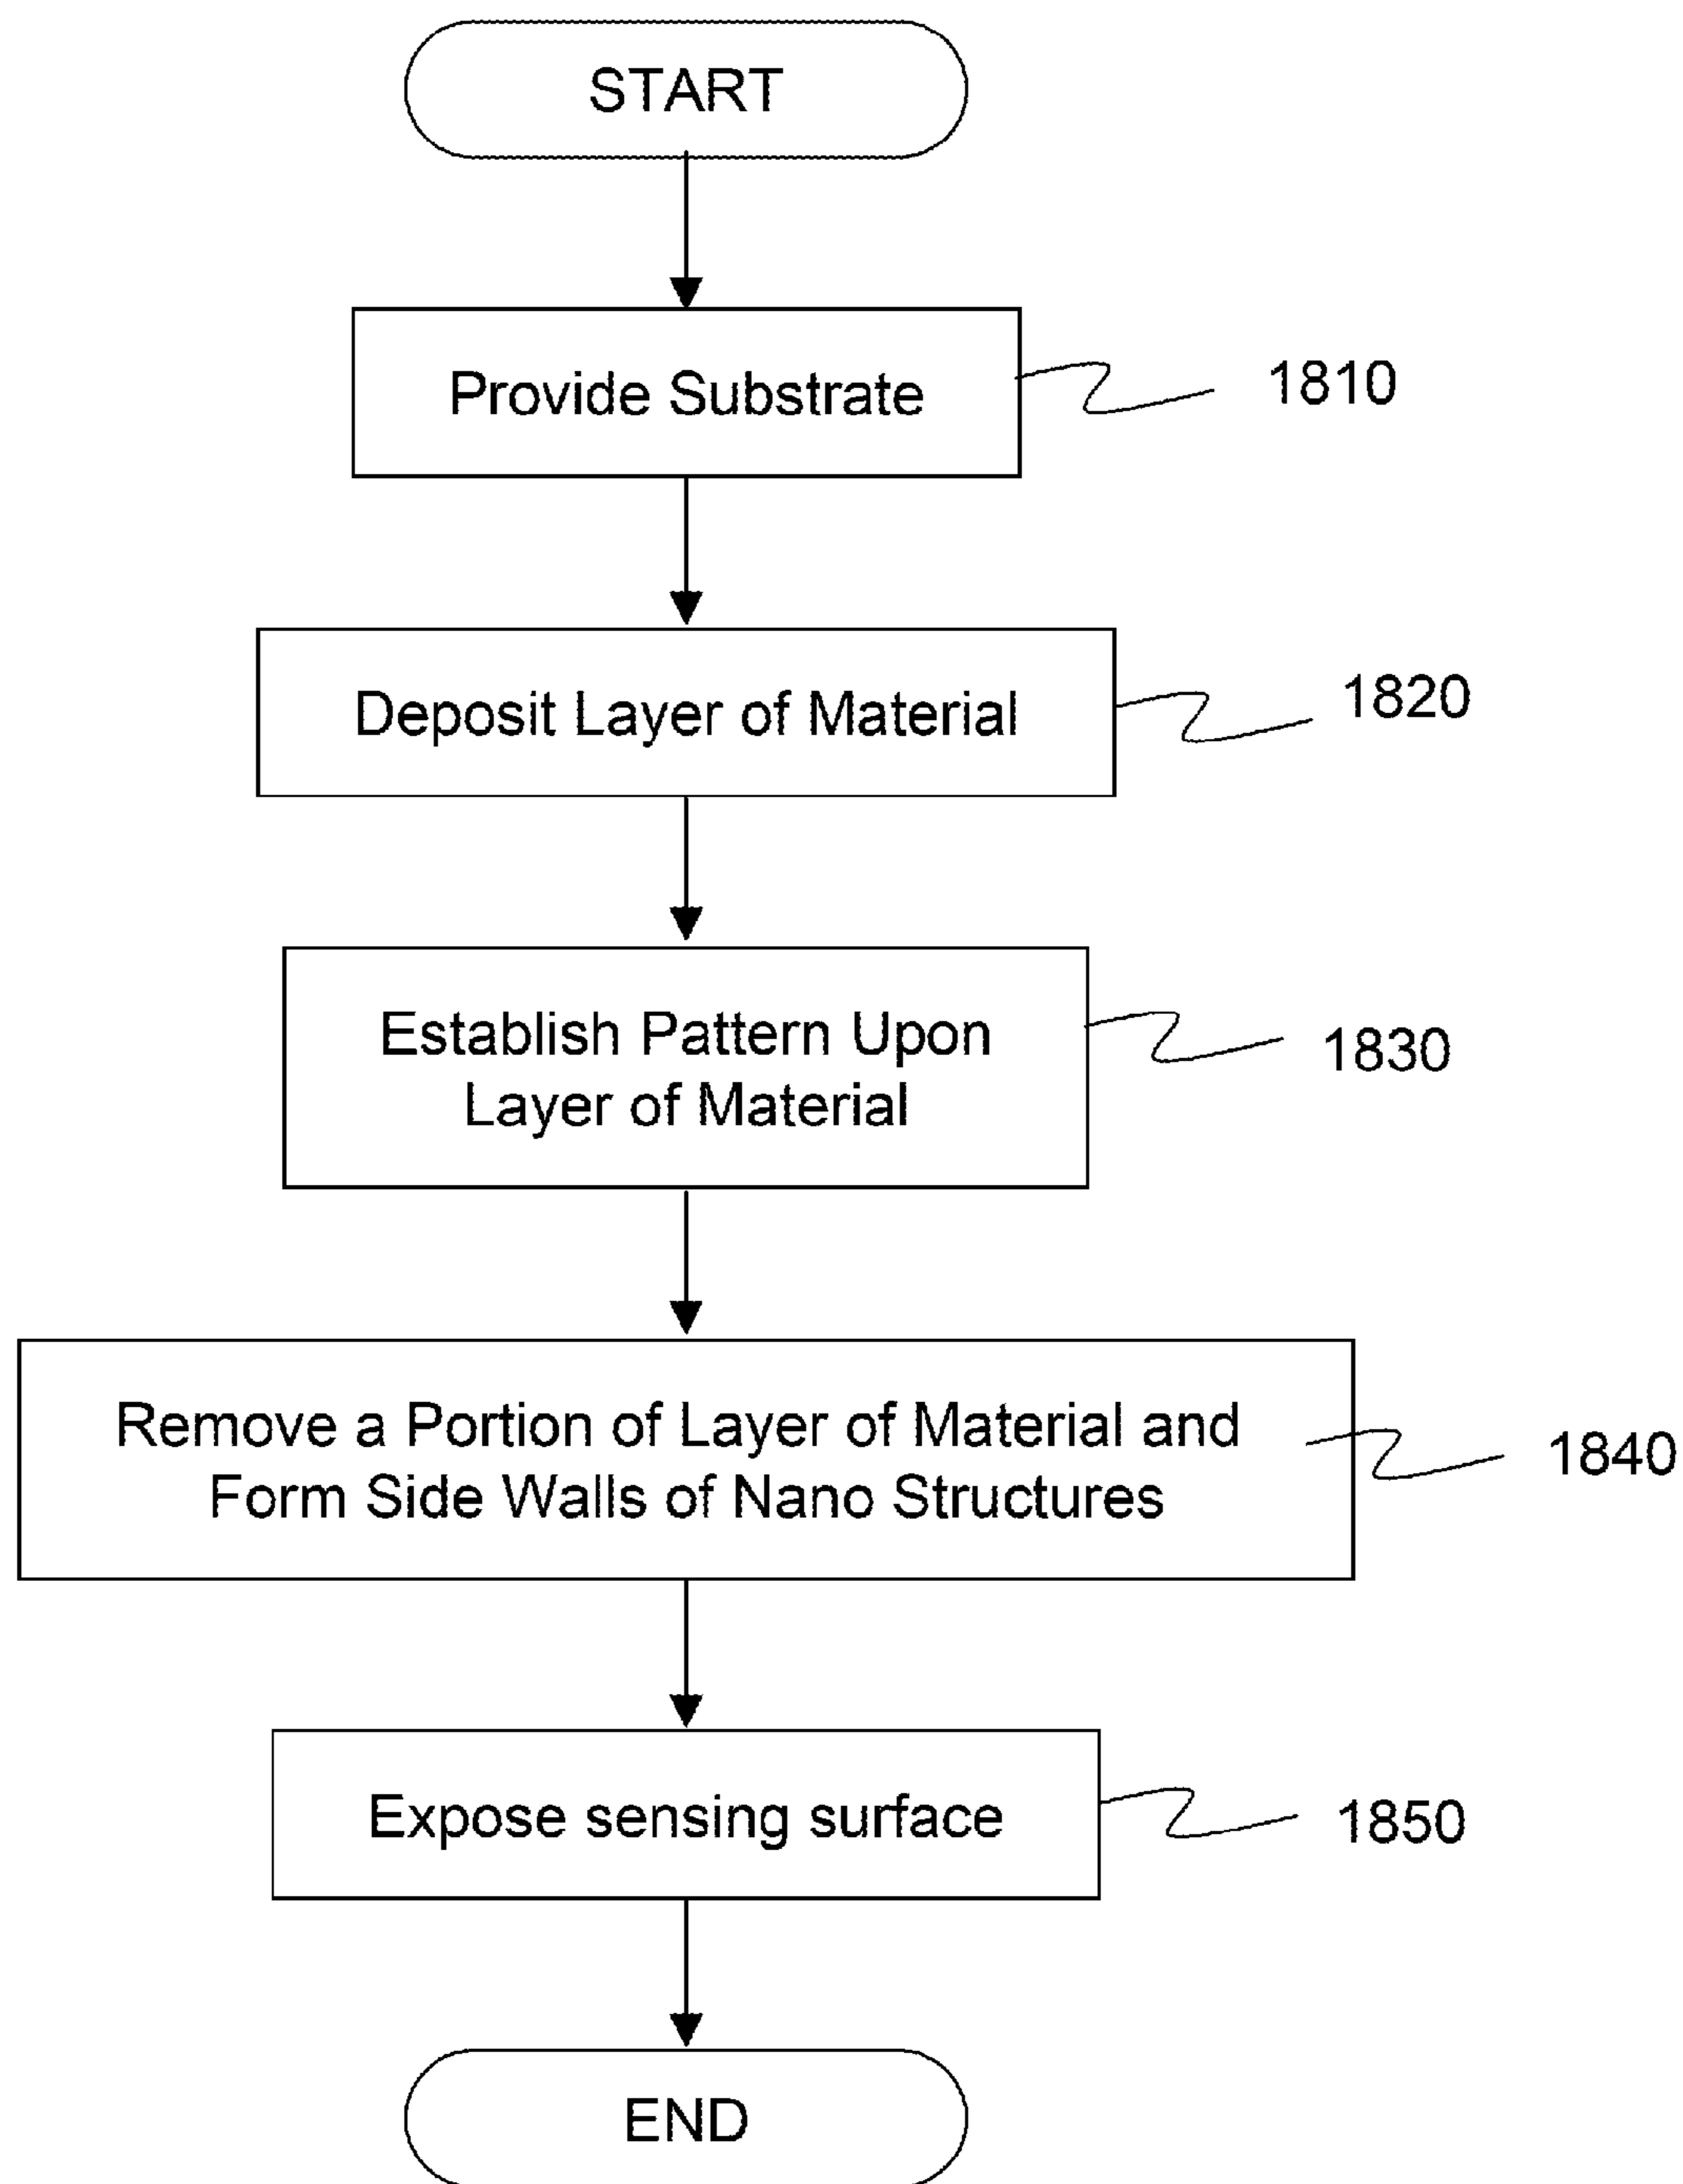 START
Provide Substrate
1810
Deposit Layer of Material
1820
Establish Pattern Upon
Layer of Material
1830
Remove a Portion of Layer of Material and
Form Side Walls of Nano Structures
1840
Expose sensing surface
1850
END